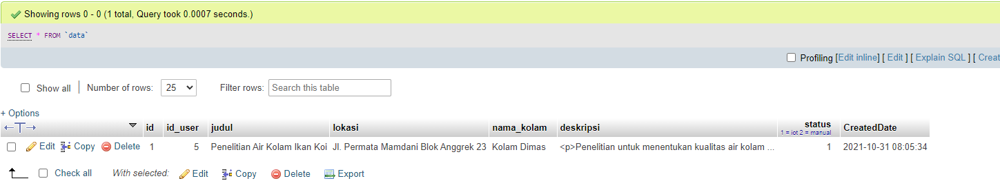 Showing rows 0 - 0 (1 total, Query took 0.0007 seconds.)
SELECT * FROM `data`
Profiling [Edit inline] [ Edit ] [ Explain SQL ] [ Creat
Show all Number of rows: 25 Filter rows: Search this table
+ Options
←T→ id id_user judul lokasi nama_kolam deskripsi status CreatedDate
1 = iot 2 = manual
Edit Copy Delete 1 5 Penelitian Air Kolam Ikan Koi Jl. Permata Mamdani Blok Anggrek 23 Kolam Dimas <p>Penelitian untuk menentukan kualitas air kolam ... 1 2021-10-31 08:05:34
Check all With selected: Edit Copy Delete Export